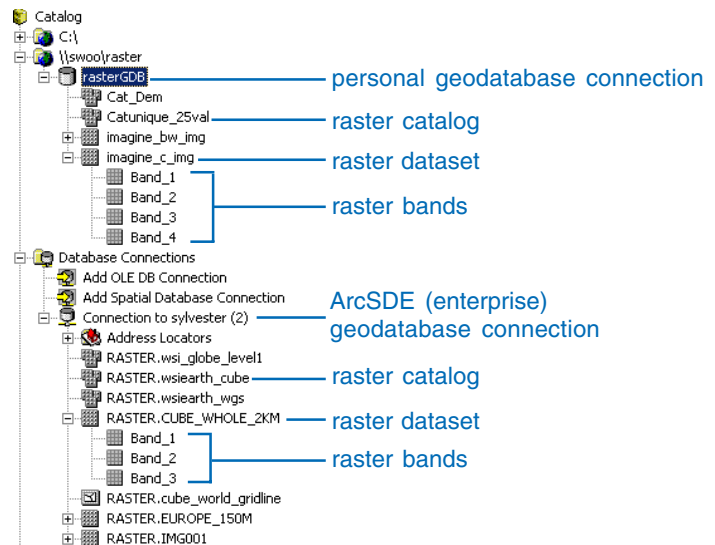 Catalog
C:\
\\swoo\raster
rasterGDB personal geodatabase connection
Cat_Dem
Catunique_25val raster catalog
imagine_bw_img
imagine_c_img raster dataset
Band_1
Band_2
raster bands
Band_3
Band_4
Database Connections
Add OLE DB Connection
Add Spatial Database Connection
ArcSDE (enterprise)
Connection to sylvester (2) geodatabase connection
Address Locators
RASTER.wsi_globe_level1
RASTER.wsiearth_cube raster catalog
RASTER.wsiearth_wgs
RASTER.CUBE_WHOLE_2KM raster dataset
Band_1
Band_2 raster bands
Band_3
RASTER.cube_world_gridline
RASTER.EUROPE_150M
RASTER.IMG001